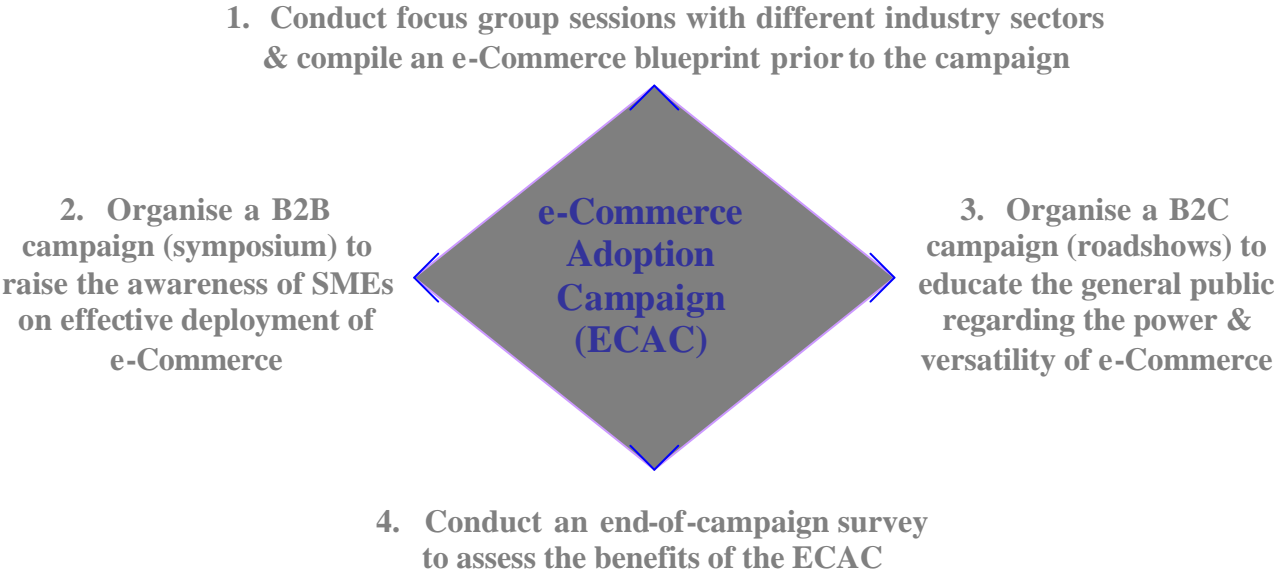 1. Conduct focus group sessions with different industry sectors
& compile an e-Commerce blueprint prior to the campaign
2. Organise a B2B
campaign (symposium) to
raise the awareness of SMEs
on effective deployment of
e-Commerce
e-Commerce
Adoption
Campaign
(ECAC)
3. Organise a B2C
campaign (roadshows) to
educate the general public
regarding the power &
versatility of e-Commerce
4. Conduct an end-of-campaign survey
to assess the benefits of the ECAC